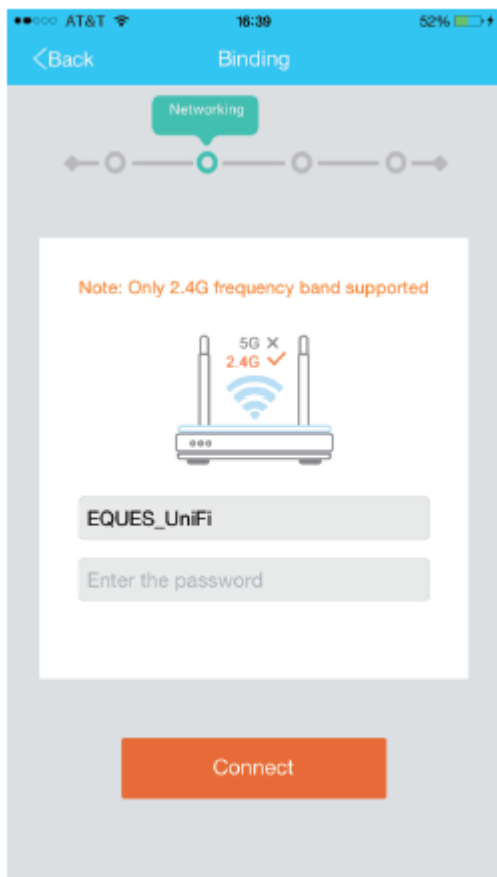 AT&T 16:39 52%
Back Binding
Networking
Note: Only 2.4G frequency band supported
5G
2.4G
EQUES_UniFi
Enter the password
Connect